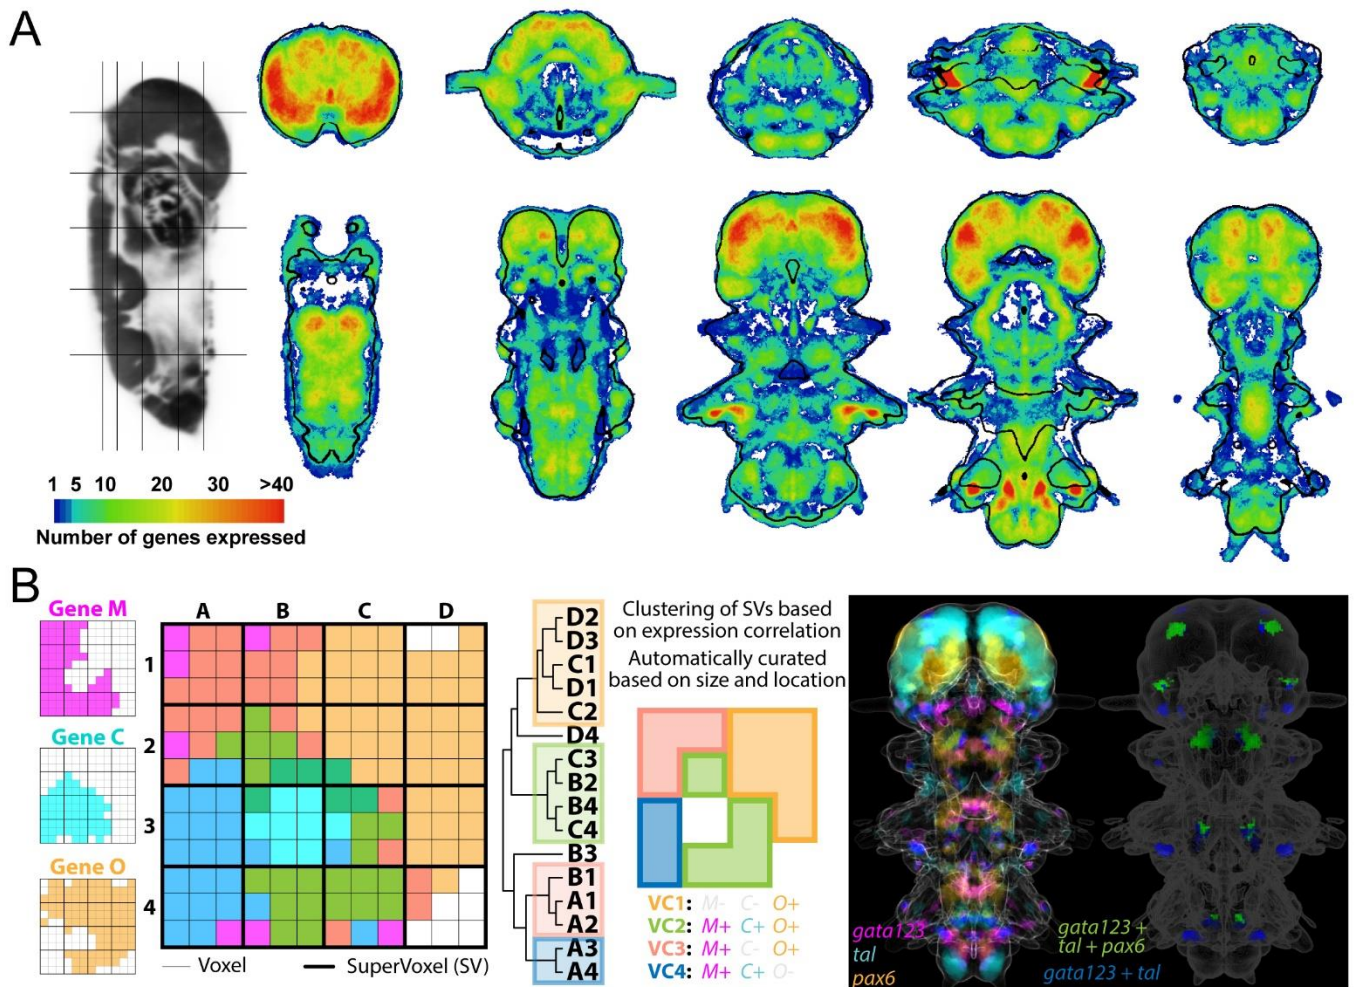 A
1 5 10 20 30 >40
Number of genes expressed
B
Gene M
Gene C
Gene O
A B C D
1
2
3
4
Voxel SuperVoxel (SV)
D2
D3
C1
D1
C2
D4
C3
B2
B4
C4
B3
B1
A1
A2
A3
A4
Clustering of SVs based
on expression correlation
Automatically curated
based on size and location
VC1: M- C- O+
VC2: M+ C+ O+
VC3: M+ C- O+
VC4: M+ C+ O-
gata123
tal
pax6
gata123 +
tal + pax6
gata123 + tal